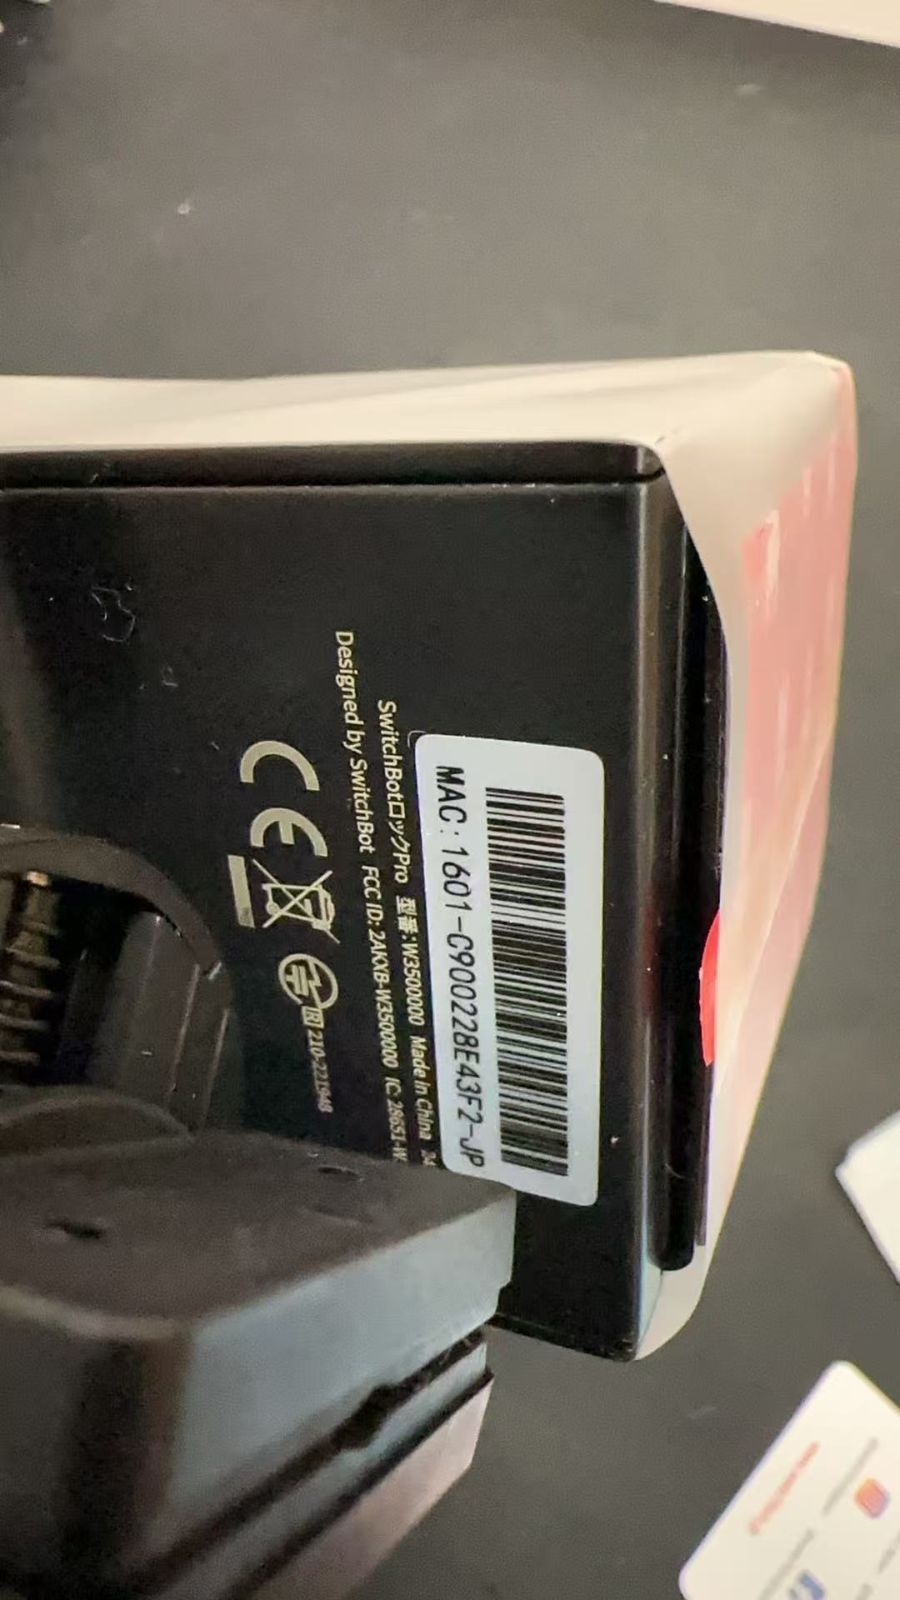 MAC:1601-C900228E43F2-JP
SwitchBotロックPro 型番:W3500000 Made in China
Designed by SwitchBot FCC ID: 2AKXB-W3500000 IC: 28651-W
CE
R 210-221948